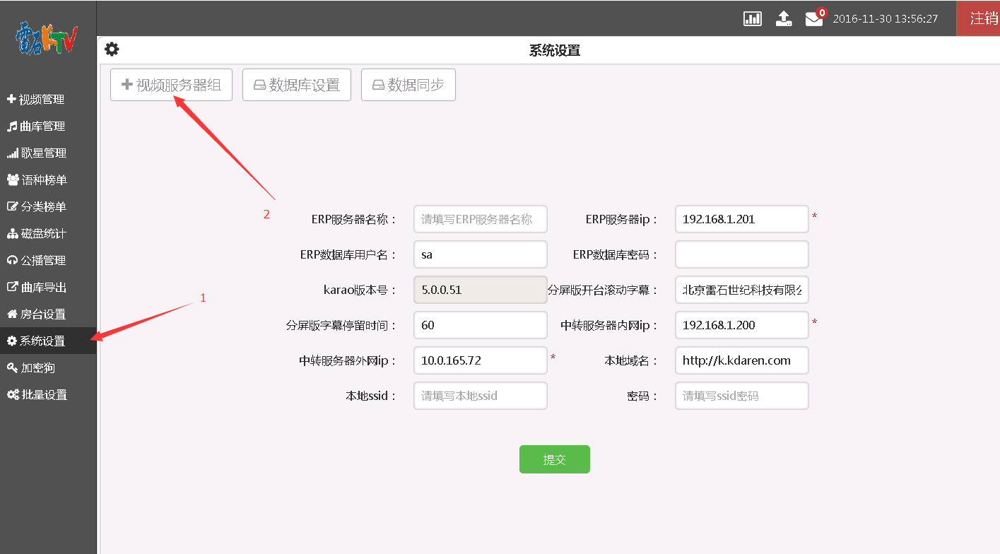 雷石KTV
0
2016-11-30 13:56:27
注销
系统设置
视频服务器组
数据库设置
数据同步
视频管理
曲库管理
歌星管理
语种榜单
分类榜单
磁盘统计
公播管理
曲库导出
房台设置
系统设置
加密狗
批量设置
1
2
ERP服务器名称： 请填写ERP服务器名称 ERP服务器ip： 192.168.1.201 *
ERP数据库用户名： sa ERP数据库密码：
karao版本号： 5.0.0.51 分屏版开台滚动字幕： 北京雷石世纪科技有限公
分屏版字幕停留时间： 60 中转服务器内网ip： 192.168.1.200 *
中转服务器外网ip： 10.0.165.72 * 本地域名： http://k.kdaren.com
本地ssid： 请填写本地ssid 密码： 请填写ssid密码
提交